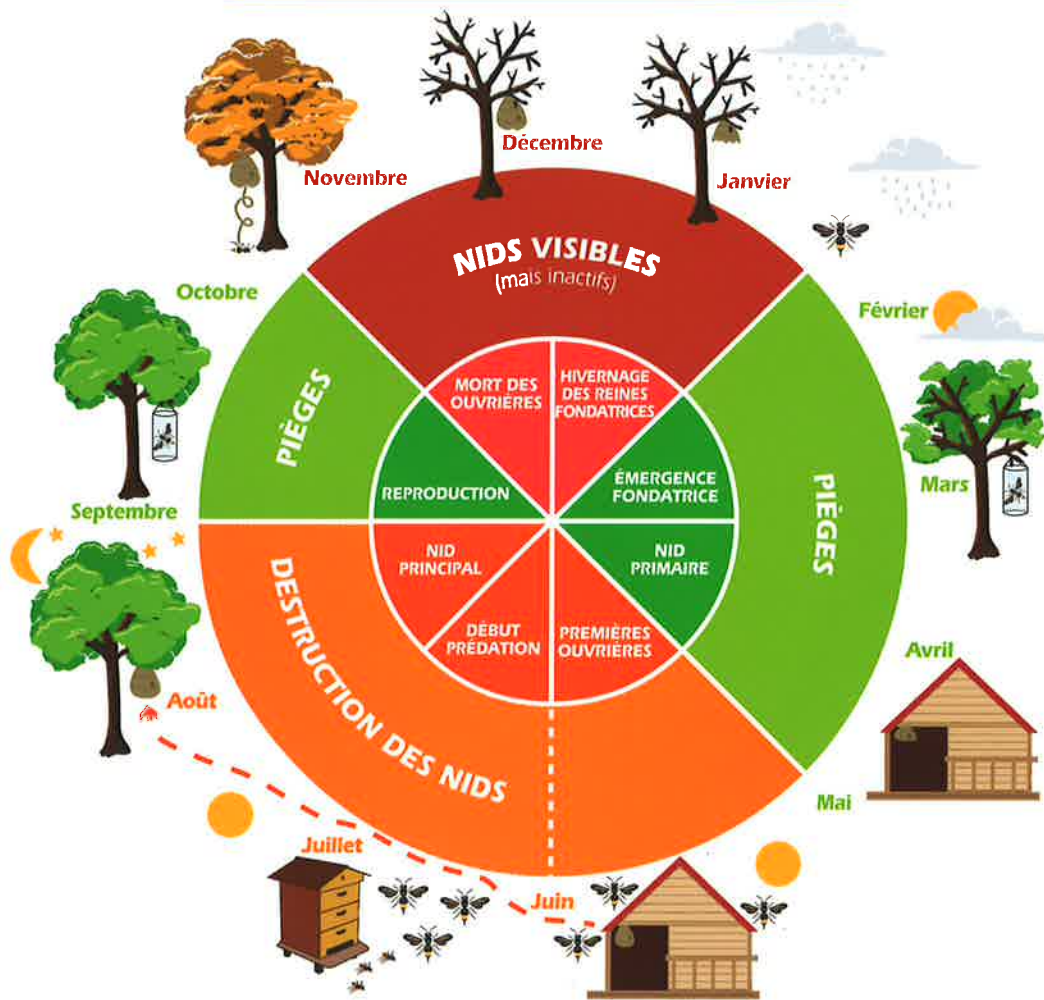 Décembre
Novembre
Janvier
NIDS VISIBLES
(mais inactifs)
Octobre
Février
PIÈGES
MORT DES
OUVRIÈRES
HIVERNAGE
DES REINES
FONDATRICES
REPRODUCTION
ÉMERGENCE
FONDATRICE
PIÈGES
Mars
Septembre
NID
PRINCIPAL
NID
PRIMAIRE
DÉBUT
PRÉDATION
PREMIÈRES
OUVRIÈRES
DESTRUCTION DES NIDS
Avril
Août
Mai
Juillet
Juin